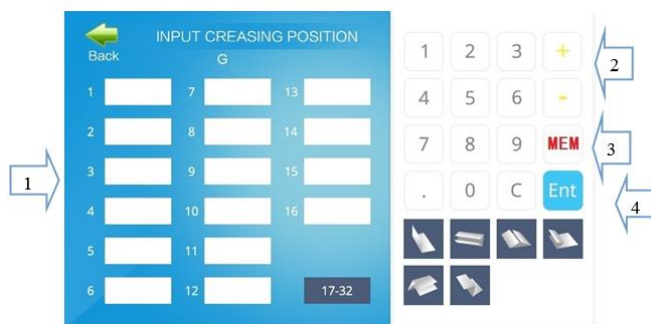 INPUT CREASING POSITION
Back
G
1 7 13
2 8 14
3 9 15
4 10 16
5 11
6 12 17-32
1 2 3 +
4 5 6 -
7 8 9 MEM
. 0 C Ent
1
2
3
4